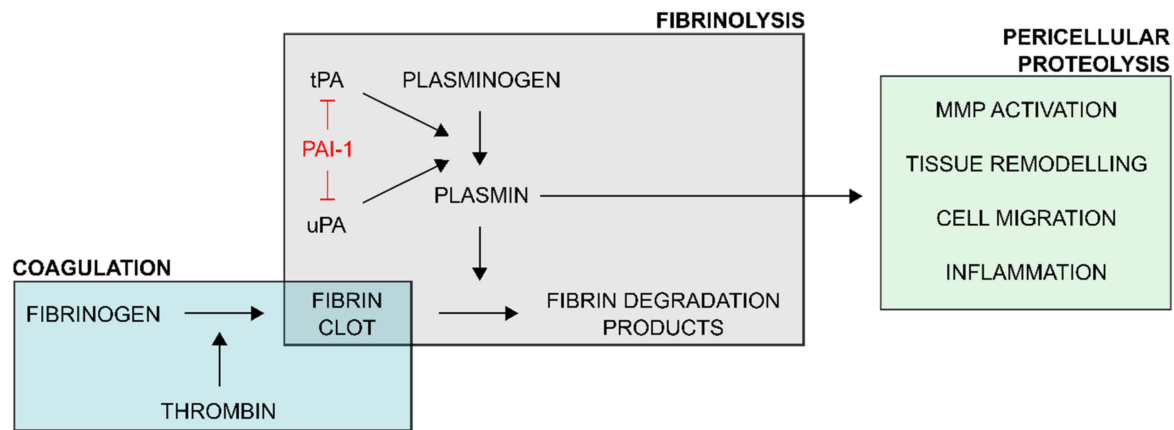 FIBRINOLYSIS
PERICELLULAR
PROTEOLYSIS
tPA
PLASMINOGEN
PAI-1
PLASMIN
uPA
MMP ACTIVATION
TISSUE REMODELLING
CELL MIGRATION
INFLAMMATION
COAGULATION
FIBRINOGEN
FIBRIN
CLOT
FIBRIN DEGRADATION
PRODUCTS
THROMBIN